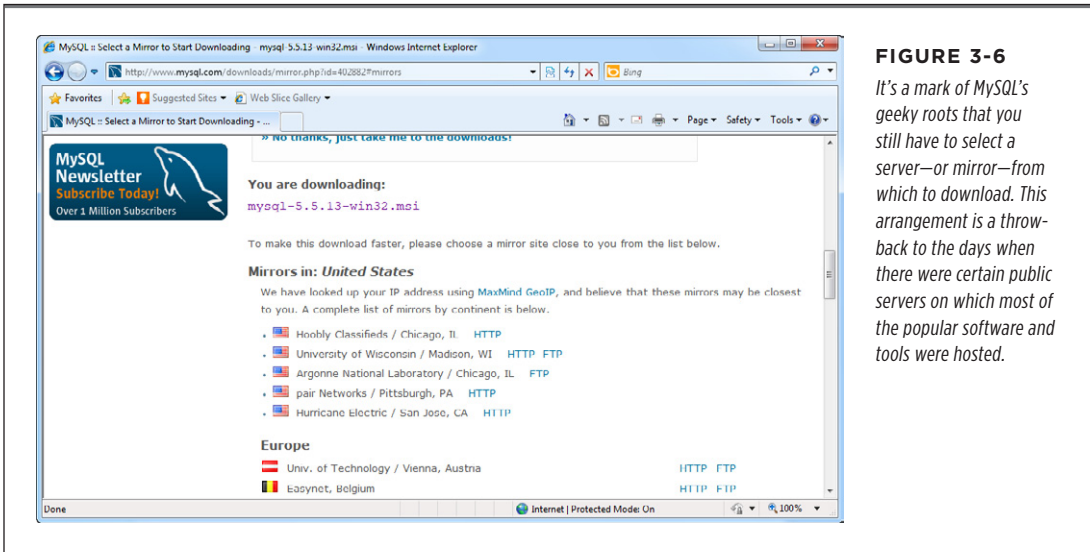 MySQL :: Select a Mirror to Start Downloading - mysql-5.5.13-win32.msi - Windows Internet Explorer
http://www.mysql.com/downloads/mirror.php?id=402882#mirrors
Bing
Favorites
Suggested Sites
Web Slice Gallery
MySQL :: Select a Mirror to Start Downloading - ...
Page
Safety
Tools
MySQL
Newsletter
Subscribe Today!
Over 1 Million Subscribers
» No thanks, just take me to the downloads!
You are downloading:
mysql-5.5.13-win32.msi
To make this download faster, please choose a mirror site close to you from the list below.
Mirrors in: United States
We have looked up your IP address using MaxMind GeoIP, and believe that these mirrors may be closest
to you. A complete list of mirrors by continent is below.
Hoobly Classifieds / Chicago, IL HTTP
University of Wisconsin / Madison, WI HTTP FTP
Argonne National Laboratory / Chicago, IL FTP
pair Networks / Pittsburgh, PA HTTP
Hurricane Electric / San Jose, CA HTTP
Europe
Univ. of Technology / Vienna, Austria HTTP FTP
Easynet, Belgium HTTP FTP
Done
Internet | Protected Mode: On
100%
FIGURE 3-6
It's a mark of MySQL's
geeky roots that you
still have to select a
server—or mirror—from
which to download. This
arrangement is a throw-
back to the days when
there were certain public
servers on which most of
the popular software and
tools were hosted.